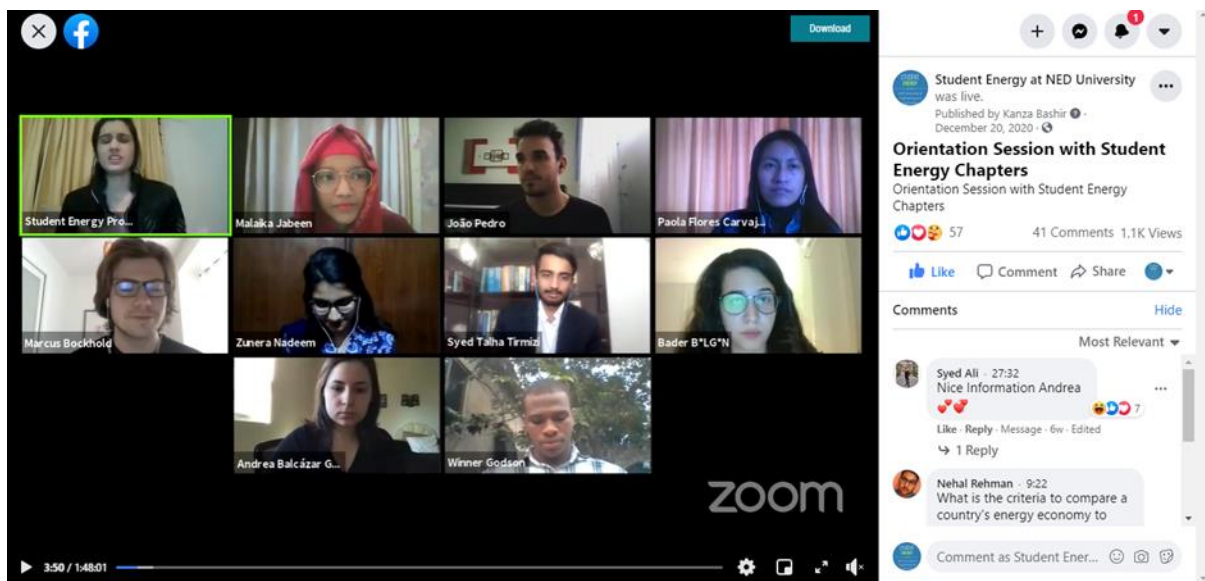 Download
Student Energy Pro...
Malaika Jabeen
João Pedro
Paola Flores Carvaj...
Marcus Bockhold
Zunera Nadeem
Syed Talha Tirmizi
Bader B*LG*N
Andrea Balcázar G...
Winner Godson
zoom
3:50 / 1:48:01
1
Student Energy at NED University
was live.
Published by Kanza Bashir
December 20, 2020
Orientation Session with Student
Energy Chapters
Orientation Session with Student Energy
Chapters
57 41 Comments 1.1K Views
Like Comment Share
Comments Hide
Most Relevant
Syed Ali · 27:32
Nice Information Andrea
7
Like · Reply · Message · 6w · Edited
1 Reply
Nehal Rehman · 9:22
What is the criteria to compare a
country's energy economy to
Comment as Student Ener...